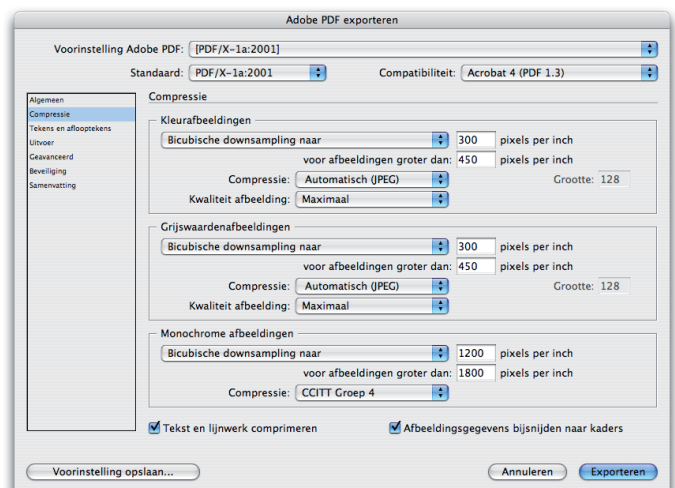 Adobe PDF exporteren
Voorinstelling Adobe PDF: [PDF/X-1a:2001]
Standaard: PDF/X-1a:2001 Compatibiliteit: Acrobat 4 (PDF 1.3)
Algemeen
Compressie
Tekens en aflooptekens
Uitvoer
Geavanceerd
Beveiliging
Samenvatting
Compressie
Kleurafbeeldingen
Bicubische downsampling naar 300 pixels per inch
voor afbeeldingen groter dan: 450 pixels per inch
Compressie: Automatisch (JPEG) Grootte: 128
Kwaliteit afbeelding: Maximaal
Grijswaardenafbeeldingen
Bicubische downsampling naar 300 pixels per inch
voor afbeeldingen groter dan: 450 pixels per inch
Compressie: Automatisch (JPEG) Grootte: 128
Kwaliteit afbeelding: Maximaal
Monochrome afbeeldingen
Bicubische downsampling naar 1200 pixels per inch
voor afbeeldingen groter dan: 1800 pixels per inch
Compressie: CCITT Groep 4
Tekst en lijnwerk comprimeren Afbeeldingsgegevens bijsnijden naar kaders
Voorinstelling opslaan... Annuleren Exporteren